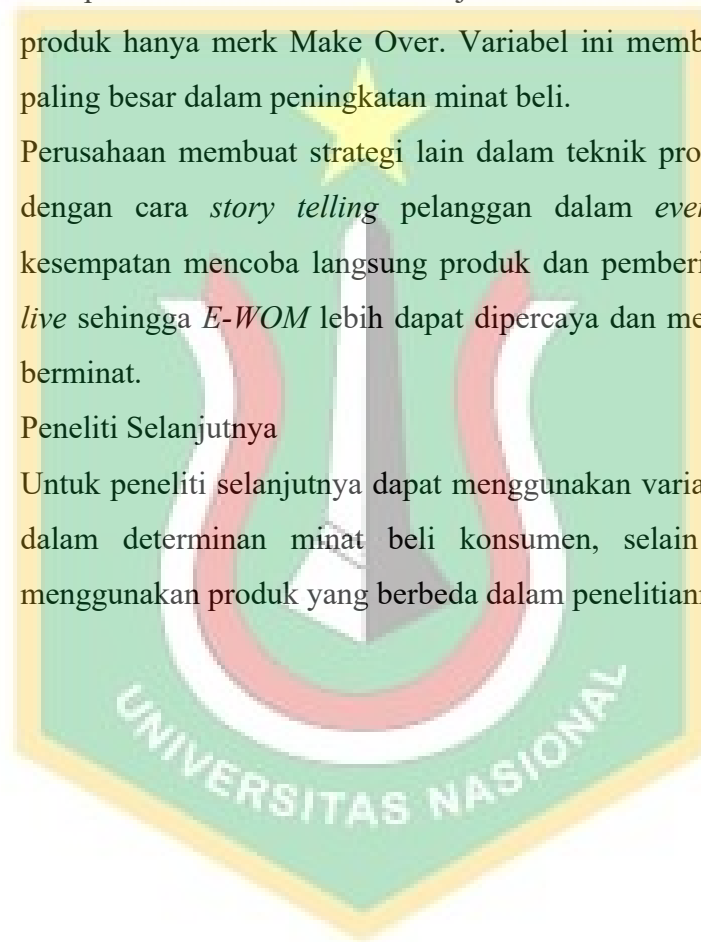 produk hanya merk Make Over. Variabel ini memb
paling besar dalam peningkatan minat beli.
Perusahaan membuat strategi lain dalam teknik pro
dengan cara story telling pelanggan dalam eve
kesempatan mencoba langsung produk dan pemberi
live sehingga E-WOM lebih dapat dipercaya dan me
berminat.
Peneliti Selanjutnya
Untuk peneliti selanjutnya dapat menggunakan varia
dalam determinan minat beli konsumen, selain
menggunakan produk yang berbeda dalam penelitian
UNIVERSITAS NASIONAL